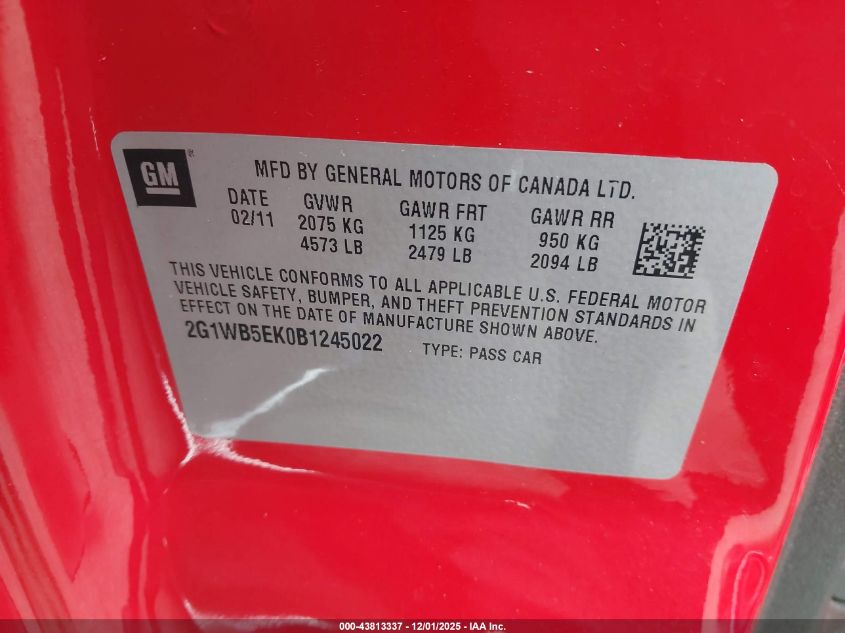 GM
MFD BY GENERAL MOTORS OF CANADA LTD.
DATE GVWR GAWR FRT GAWR RR
02/11 2075 KG 1125 KG 950 KG
4573 LB 2479 LB 2094 LB
THIS VEHICLE CONFORMS TO ALL APPLICABLE U.S. FEDERAL MOTOR
VEHICLE SAFETY, BUMPER, AND THEFT PREVENTION STANDARDS IN
EFFECT ON THE DATE OF MANUFACTURE SHOWN ABOVE.
2G1WB5EK0B1245022 TYPE: PASS CAR
000-43813337 - 12/01/2025 - IAA Inc.